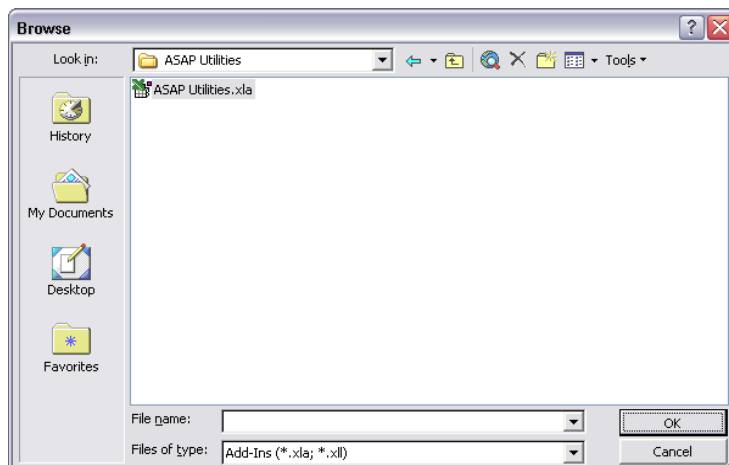 Browse
Look in:
ASAP Utilities
Tools
ASAP Utilities.xla
History
My Documents
Desktop
Favorites
File name:
OK
Files of type:
Add-Ins (*.xla; *.xll)
Cancel